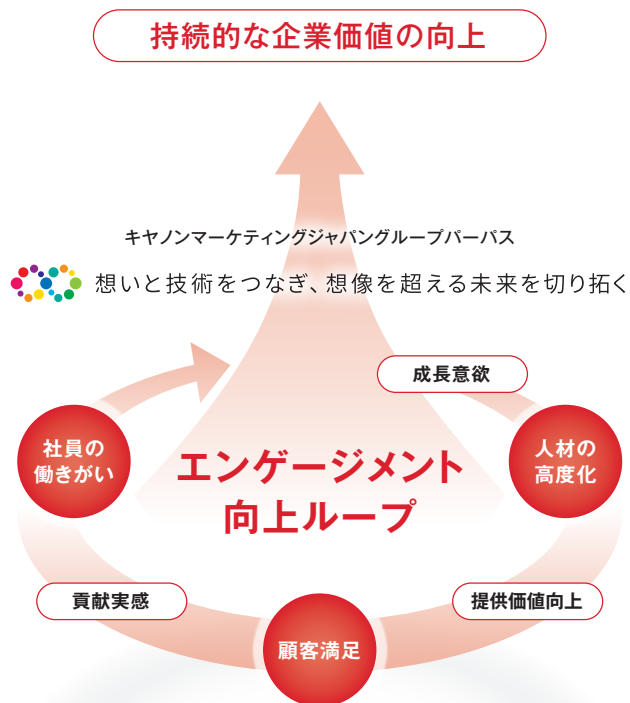 持続的な企業価値の向上
キヤノンマーケティングジャパングループパーパス
想いと技術をつなぎ、想像を超える未来を切り拓く
成長意欲
社員の
働きがい
人材の
高度化
エンゲージメント
向上ループ
貢献実感
提供価値向上
顧客満足